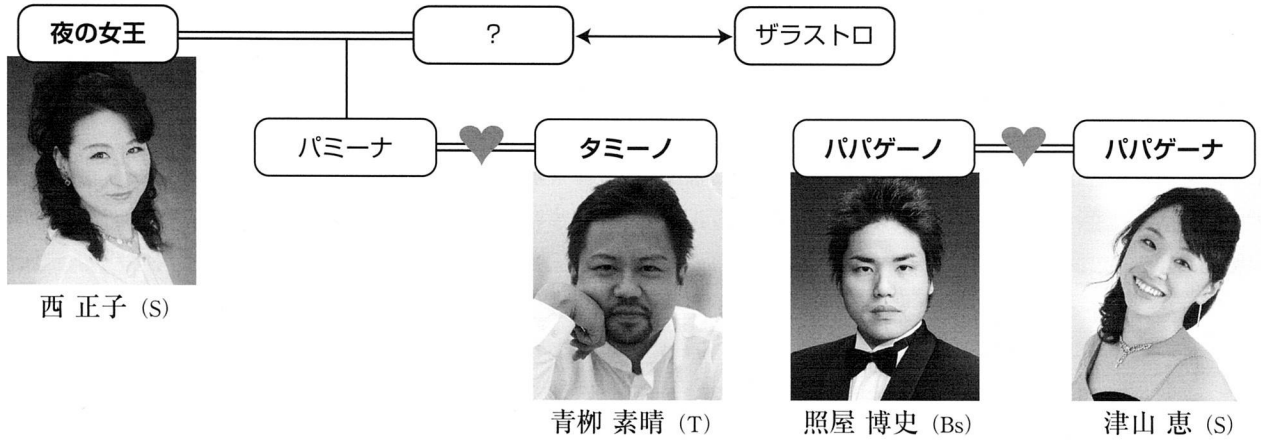 夜の女王
?
ザラストロ
パミーナ
タミーノ
パパゲーノ
パパゲーナ
西 正子 (S)
青栁 素晴 (T)
照屋 博史 (Bs)
津山 恵 (S)